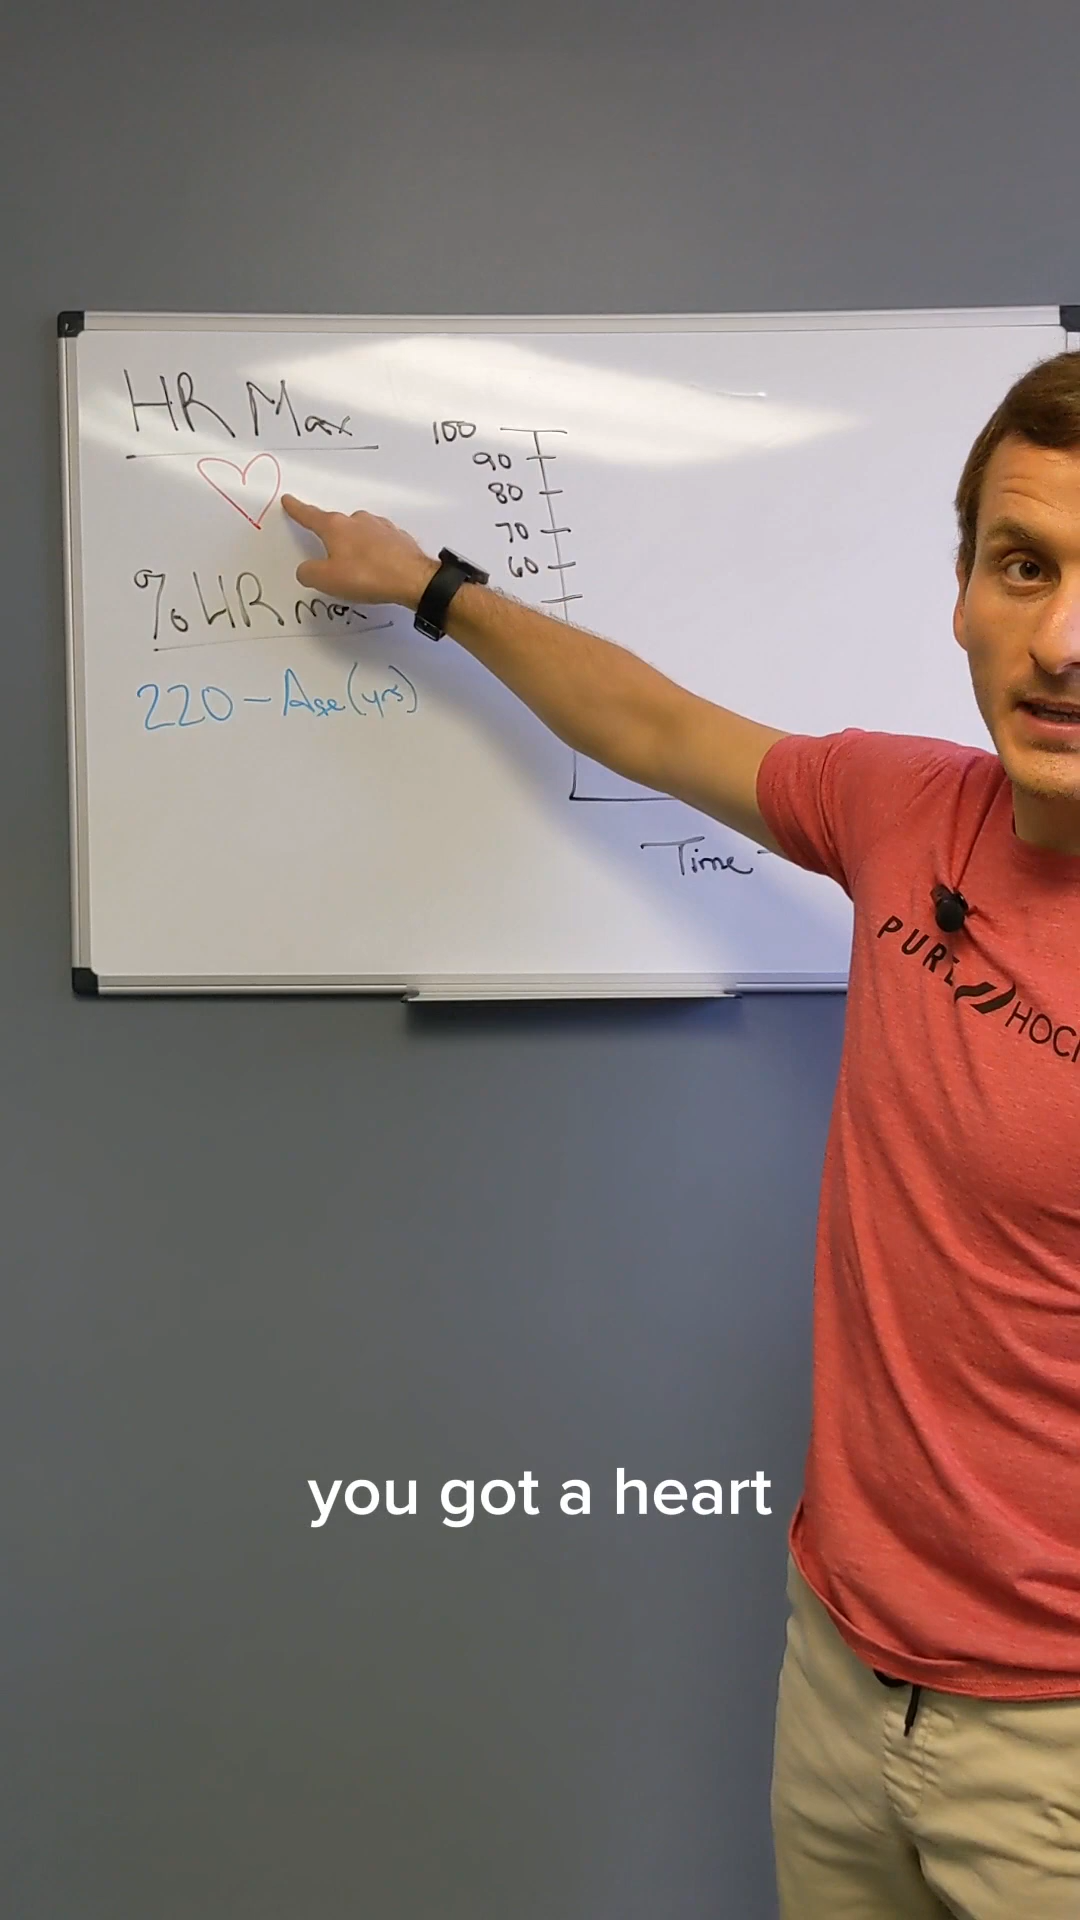 HR Max
% HR max
220 - Age (yrs)
100
90
80
70
60
Time
PURE HOC
you got a heart